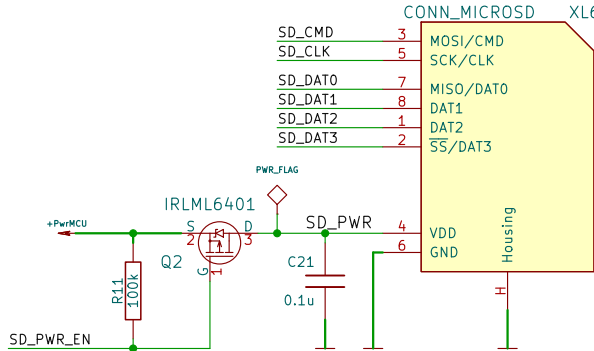 CONN_MICROSD XL6
SD_CMD 3 MOSI/CMD
SD_CLK 5 SCK/CLK
SD_DAT0 7 MISO/DAT0
SD_DAT1 8 DAT1
SD_DAT2 1 DAT2
SD_DAT3 2 SS/DAT3
PWR_FLAG
IRLML6401
+PwrMCU S D SD_PWR 4 VDD
2 3 6 GND
Housing
Q2 G 1 C21
R11 100k
0.1u H
SD_PWR_EN